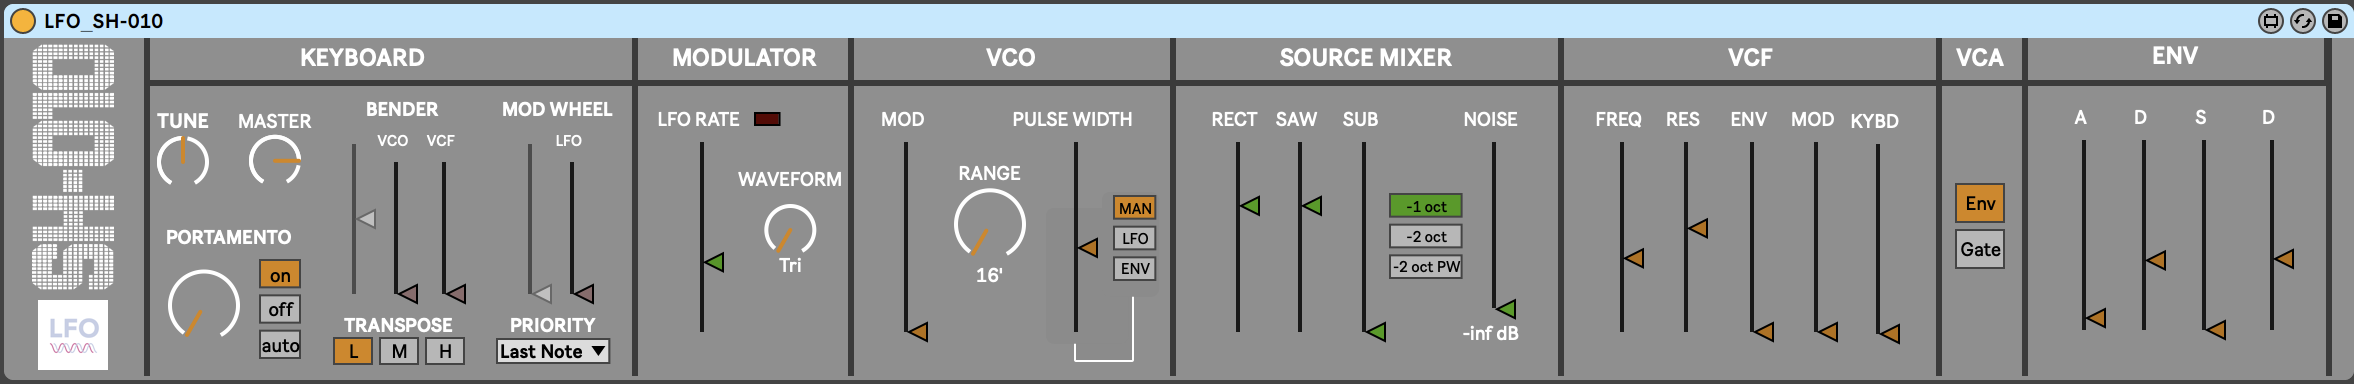 LFO_SH-010
SH-010
LFO
KEYBOARD
TUNE
MASTER
PORTAMENTO
on
off
auto
BENDER
VCO VCF
TRANSPOSE
L M H
MOD WHEEL
LFO
PRIORITY
Last Note
MODULATOR
LFO RATE
WAVEFORM
Tri
VCO
MOD
RANGE
16'
PULSE WIDTH
MAN
LFO
ENV
SOURCE MIXER
RECT SAW SUB NOISE
-1 oct
-2 oct
-2 oct PW
-inf dB
VCF
FREQ RES ENV MOD KYBD
VCA
Env
Gate
ENV
A D S D